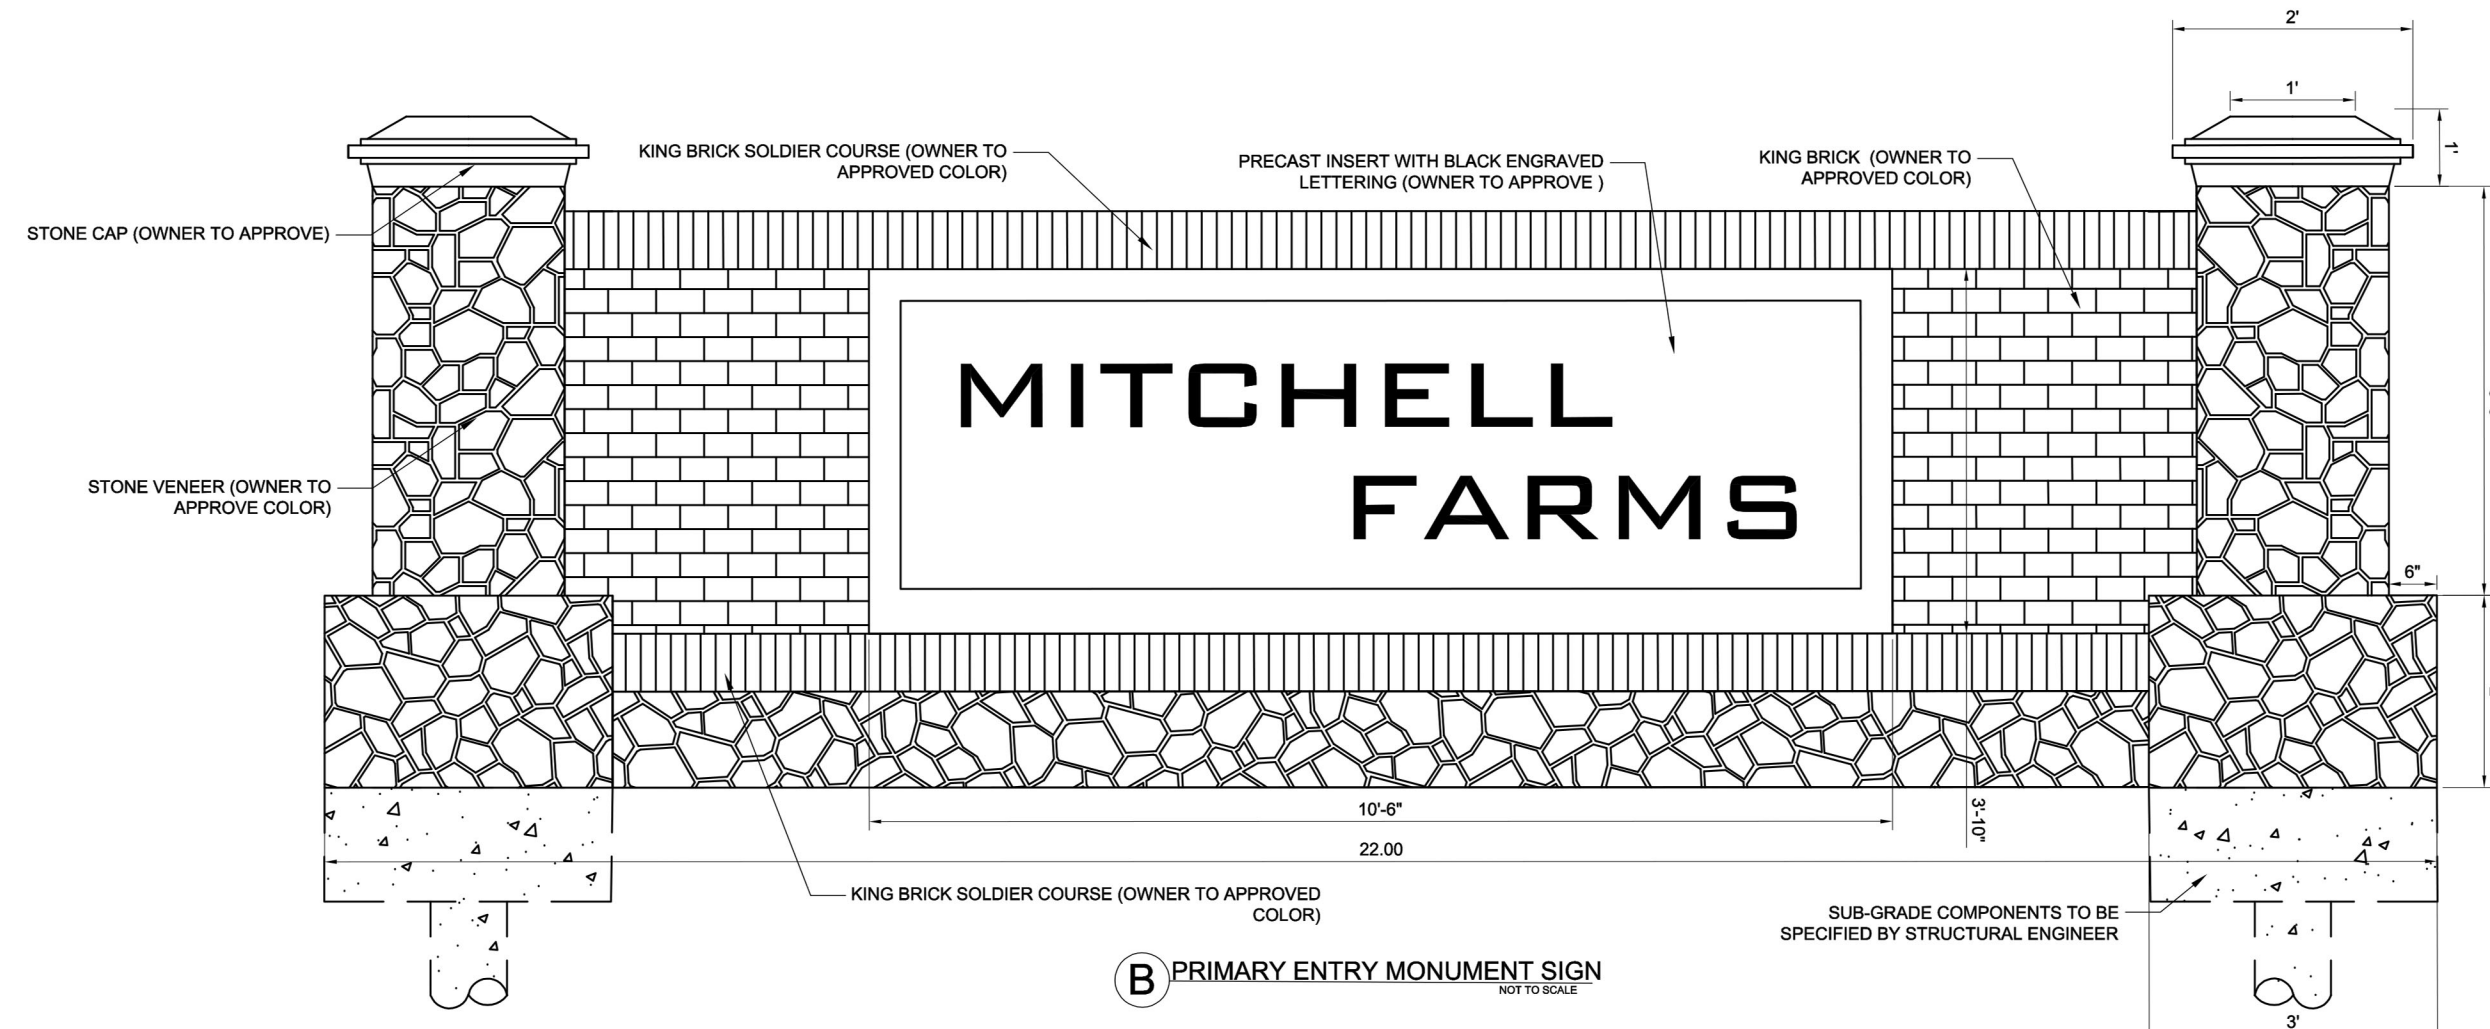 2'
1'
1'
KING BRICK SOLDIER COURSE (OWNER TO
APPROVED COLOR)
PRECAST INSERT WITH BLACK ENGRAVED
LETTERING (OWNER TO APPROVE )
KING BRICK  (OWNER TO
APPROVED COLOR)
STONE CAP (OWNER TO APPROVE)
MITCHELL
FARMS
STONE VENEER (OWNER TO
APPROVE COLOR)
6"
10'-6"
3'-10"
22.00
KING BRICK SOLDIER COURSE (OWNER TO APPROVED
COLOR)
SUB-GRADE COMPONENTS TO BE
SPECIFIED BY STRUCTURAL ENGINEER
B PRIMARY ENTRY MONUMENT SIGN
NOT TO SCALE
3'